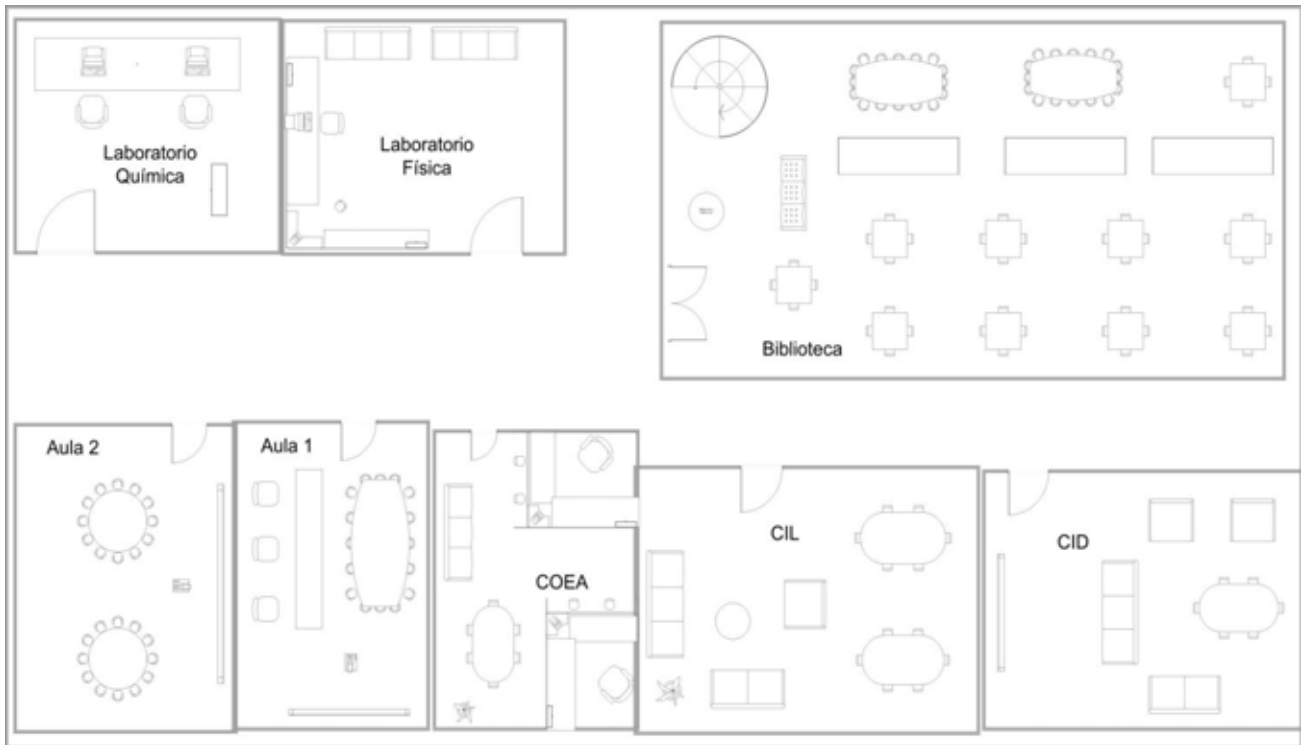 Laboratorio
Química
Laboratorio
Física
Biblioteca
Aula 2
Aula 1
COEA
CIL
CID